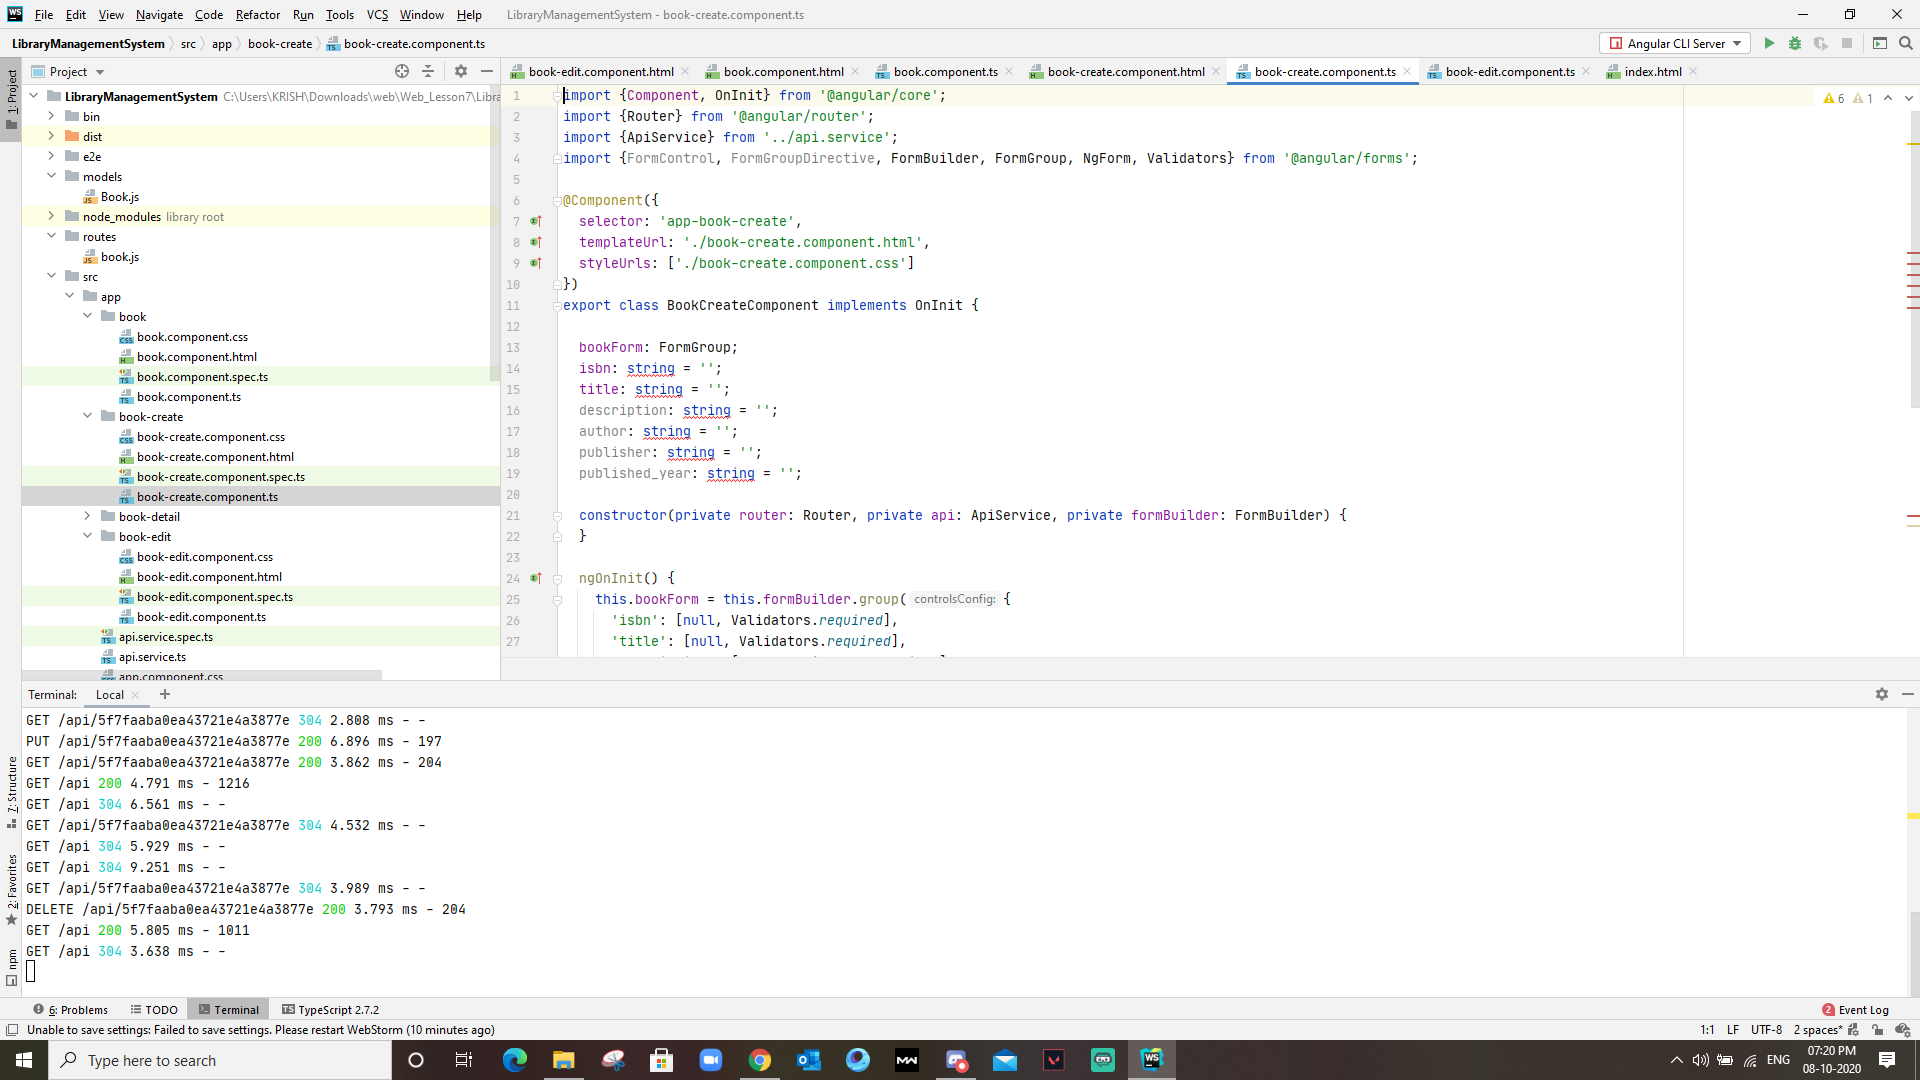 WS File Edit View Navigate Code Refactor Run Tools VCS Window Help LibraryManagementSystem - book-create.component.ts
LibraryManagementSystem src app book-create book-create.component.ts Angular CLI Server
1: Project
Project
book-edit.component.html book.component.html book.component.ts book-create.component.html book-create.component.ts book-edit.component.ts index.html
LibraryManagementSystem C:\Users\KRISH\Downloads\web\Web_Lesson7\Libra
bin
dist
e2e
models
Book.js
node_modules library root
routes
book.js
src
app
book
book.component.css
book.component.html
book.component.spec.ts
book.component.ts
book-create
book-create.component.css
book-create.component.html
book-create.component.spec.ts
book-create.component.ts
book-detail
book-edit
book-edit.component.css
book-edit.component.html
book-edit.component.spec.ts
book-edit.component.ts
api.service.spec.ts
api.service.ts
app.component.css
6 1
1 import {Component, OnInit} from '@angular/core';
2 import {Router} from '@angular/router';
3 import {ApiService} from '../api.service';
4 import {FormControl, FormGroupDirective, FormBuilder, FormGroup, NgForm, Validators} from '@angular/forms';
5
6 @Component({
7 selector: 'app-book-create',
8 templateUrl: './book-create.component.html',
9 styleUrls: ['./book-create.component.css']
10 })
11 export class BookCreateComponent implements OnInit {
12
13 bookForm: FormGroup;
14 isbn: string = '';
15 title: string = '';
16 description: string = '';
17 author: string = '';
18 publisher: string = '';
19 published_year: string = '';
20
21 constructor(private router: Router, private api: ApiService, private formBuilder: FormBuilder) {
22 }
23
24 ngOnInit() {
25 this.bookForm = this.formBuilder.group( controlsConfig: {
26 'isbn': [null, Validators.required],
27 'title': [null, Validators.required],
Terminal: Local
GET /api/5f7faaba0ea43721e4a3877e 304 2.808 ms - -
PUT /api/5f7faaba0ea43721e4a3877e 200 6.896 ms - 197
GET /api/5f7faaba0ea43721e4a3877e 200 3.862 ms - 204
GET /api 200 4.791 ms - 1216
GET /api 304 6.561 ms - -
GET /api/5f7faaba0ea43721e4a3877e 304 4.532 ms - -
GET /api 304 5.929 ms - -
GET /api 304 9.251 ms - -
GET /api/5f7faaba0ea43721e4a3877e 304 3.989 ms - -
DELETE /api/5f7faaba0ea43721e4a3877e 200 3.793 ms - 204
GET /api 200 5.805 ms - 1011
GET /api 304 3.638 ms - -
7: Structure
2: Favorites
npm
6: Problems TODO Terminal TypeScript 2.7.2 2 Event Log
Unable to save settings: Failed to save settings. Please restart WebStorm (10 minutes ago) 1:1 LF UTF-8 2 spaces*
Type here to search ENG 07:20 PM
08-10-2020